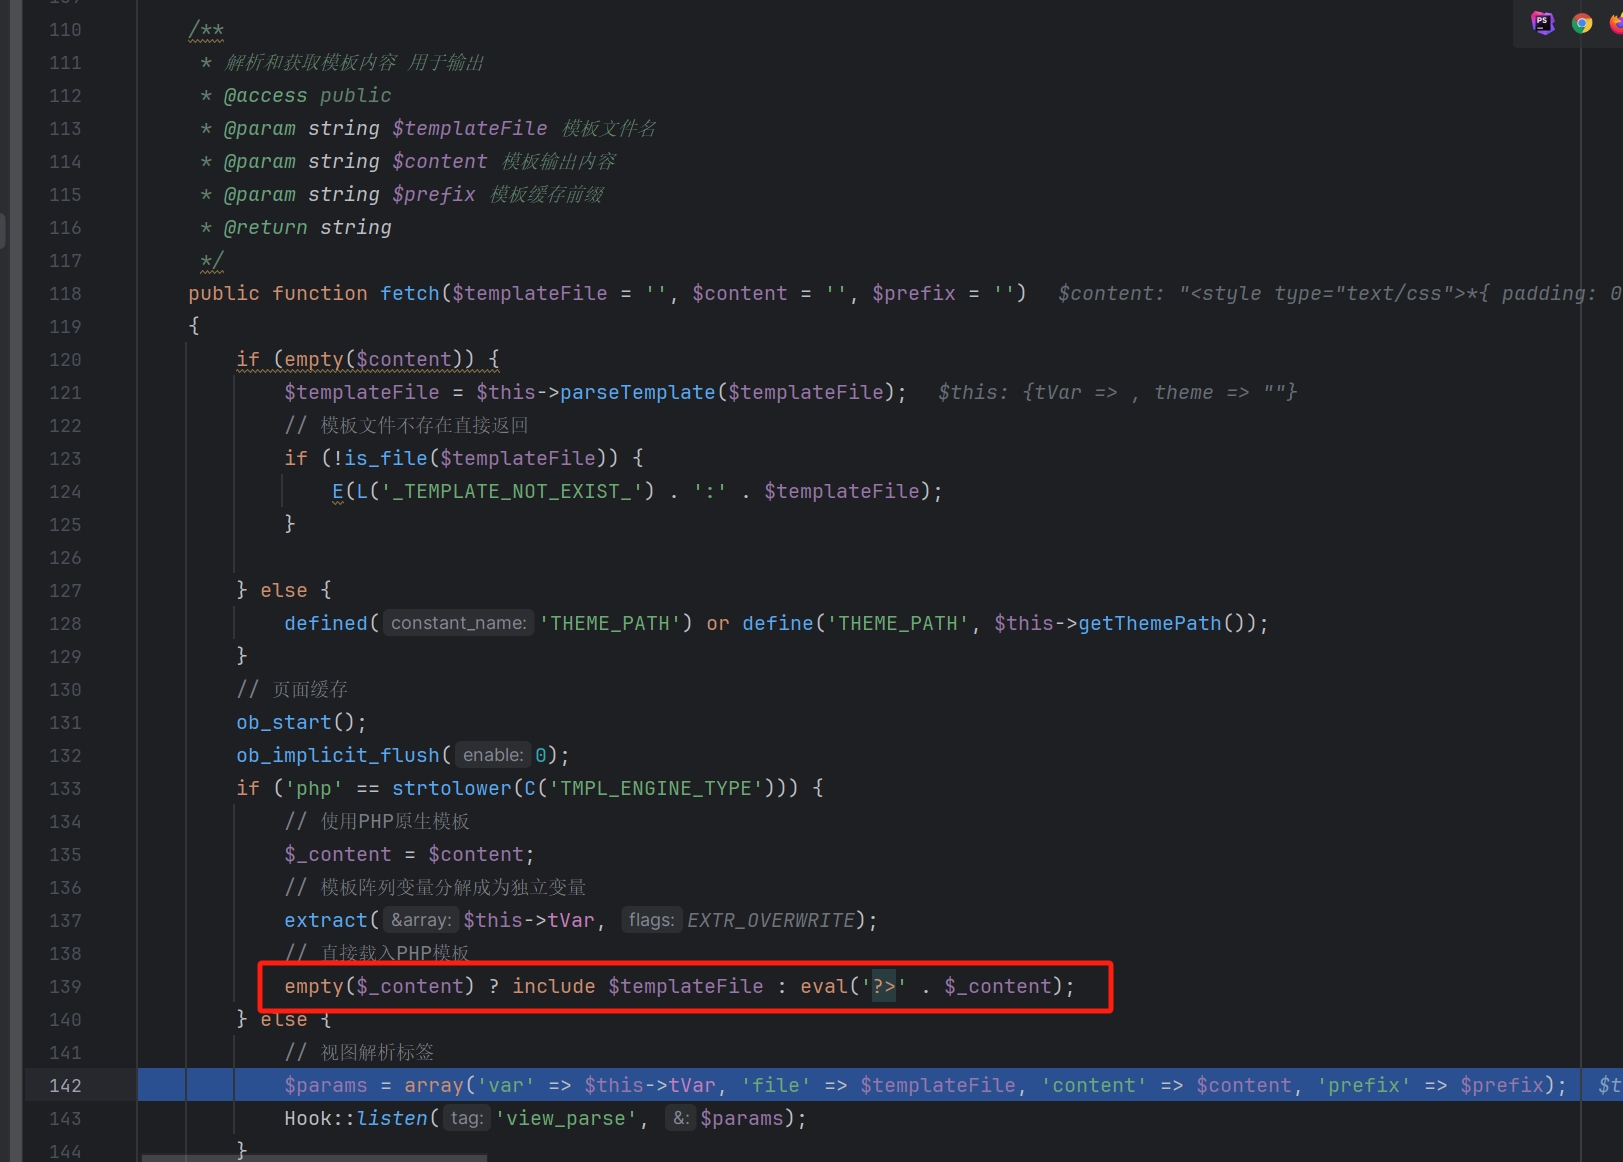 110 /**
111 * 解析和获取模板内容 用于输出
112 * @access public
113 * @param string $templateFile 模板文件名
114 * @param string $content 模板输出内容
115 * @param string $prefix 模板缓存前缀
116 * @return string
117 */
118 public function fetch($templateFile = '', $content = '', $prefix = '') $content: "<style type="text/css">*{ padding: 0
119 {
120 if (empty($content)) {
121 $templateFile = $this->parseTemplate($templateFile); $this: {tVar => , theme => ""}
122 // 模板文件不存在直接返回
123 if (!is_file($templateFile)) {
124 E(L('_TEMPLATE_NOT_EXIST_') . ':' . $templateFile);
125 }
126
127 } else {
128 defined( constant_name: 'THEME_PATH') or define('THEME_PATH', $this->getThemePath());
129 }
130 // 页面缓存
131 ob_start();
132 ob_implicit_flush( enable: 0);
133 if ('php' == strtolower(C('TMPL_ENGINE_TYPE'))) {
134 // 使用PHP原生模板
135 $_content = $content;
136 // 模板阵列变量分解成为独立变量
137 extract( &array: $this->tVar, flags: EXTR_OVERWRITE);
138 // 直接载入PHP模板
139 empty($_content) ? include $templateFile : eval('?>' . $_content);
140 } else {
141 // 视图解析标签
142 $params = array('var' => $this->tVar, 'file' => $templateFile, 'content' => $content, 'prefix' => $prefix); $t
143 Hook::listen( tag: 'view_parse', &: $params);
144 }